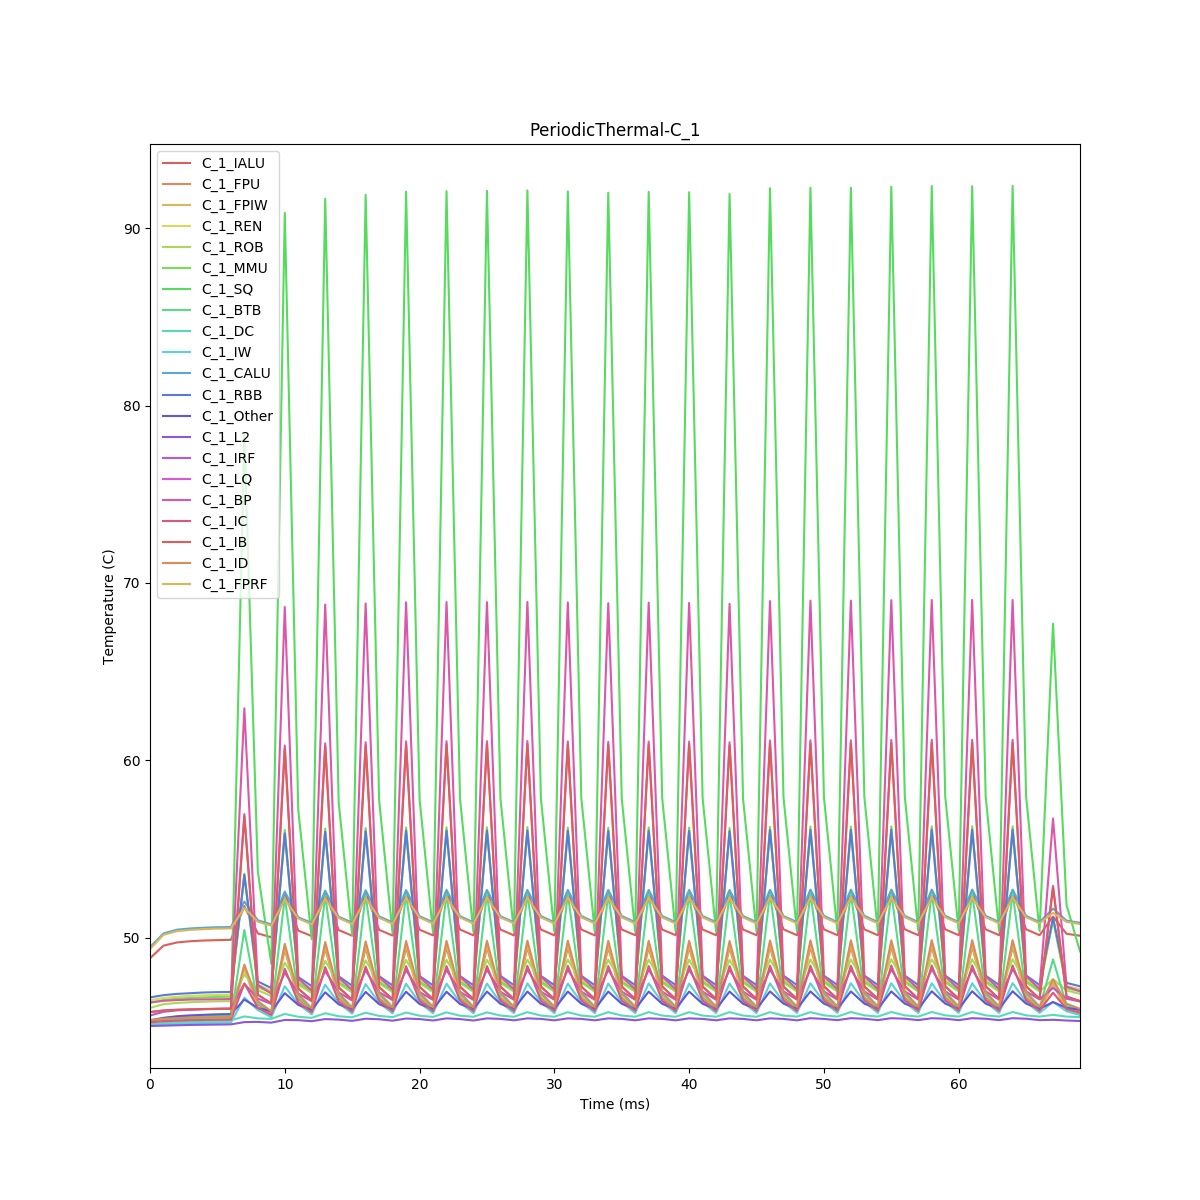 PeriodicThermal-C_1
C_1_IALU
C_1_FPU
C_1_FPIW
C_1_REN
C_1_ROB
C_1_MMU
C_1_SQ
C_1_BTB
C_1_DC
C_1_IW
C_1_CALU
C_1_RBB
C_1_Other
C_1_L2
C_1_IRF
C_1_LQ
C_1_BP
C_1_IC
C_1_IB
C_1_ID
C_1_FPRF
90
80
70
60
50
Temperature (C)
0 10 20 30 40 50 60
Time (ms)